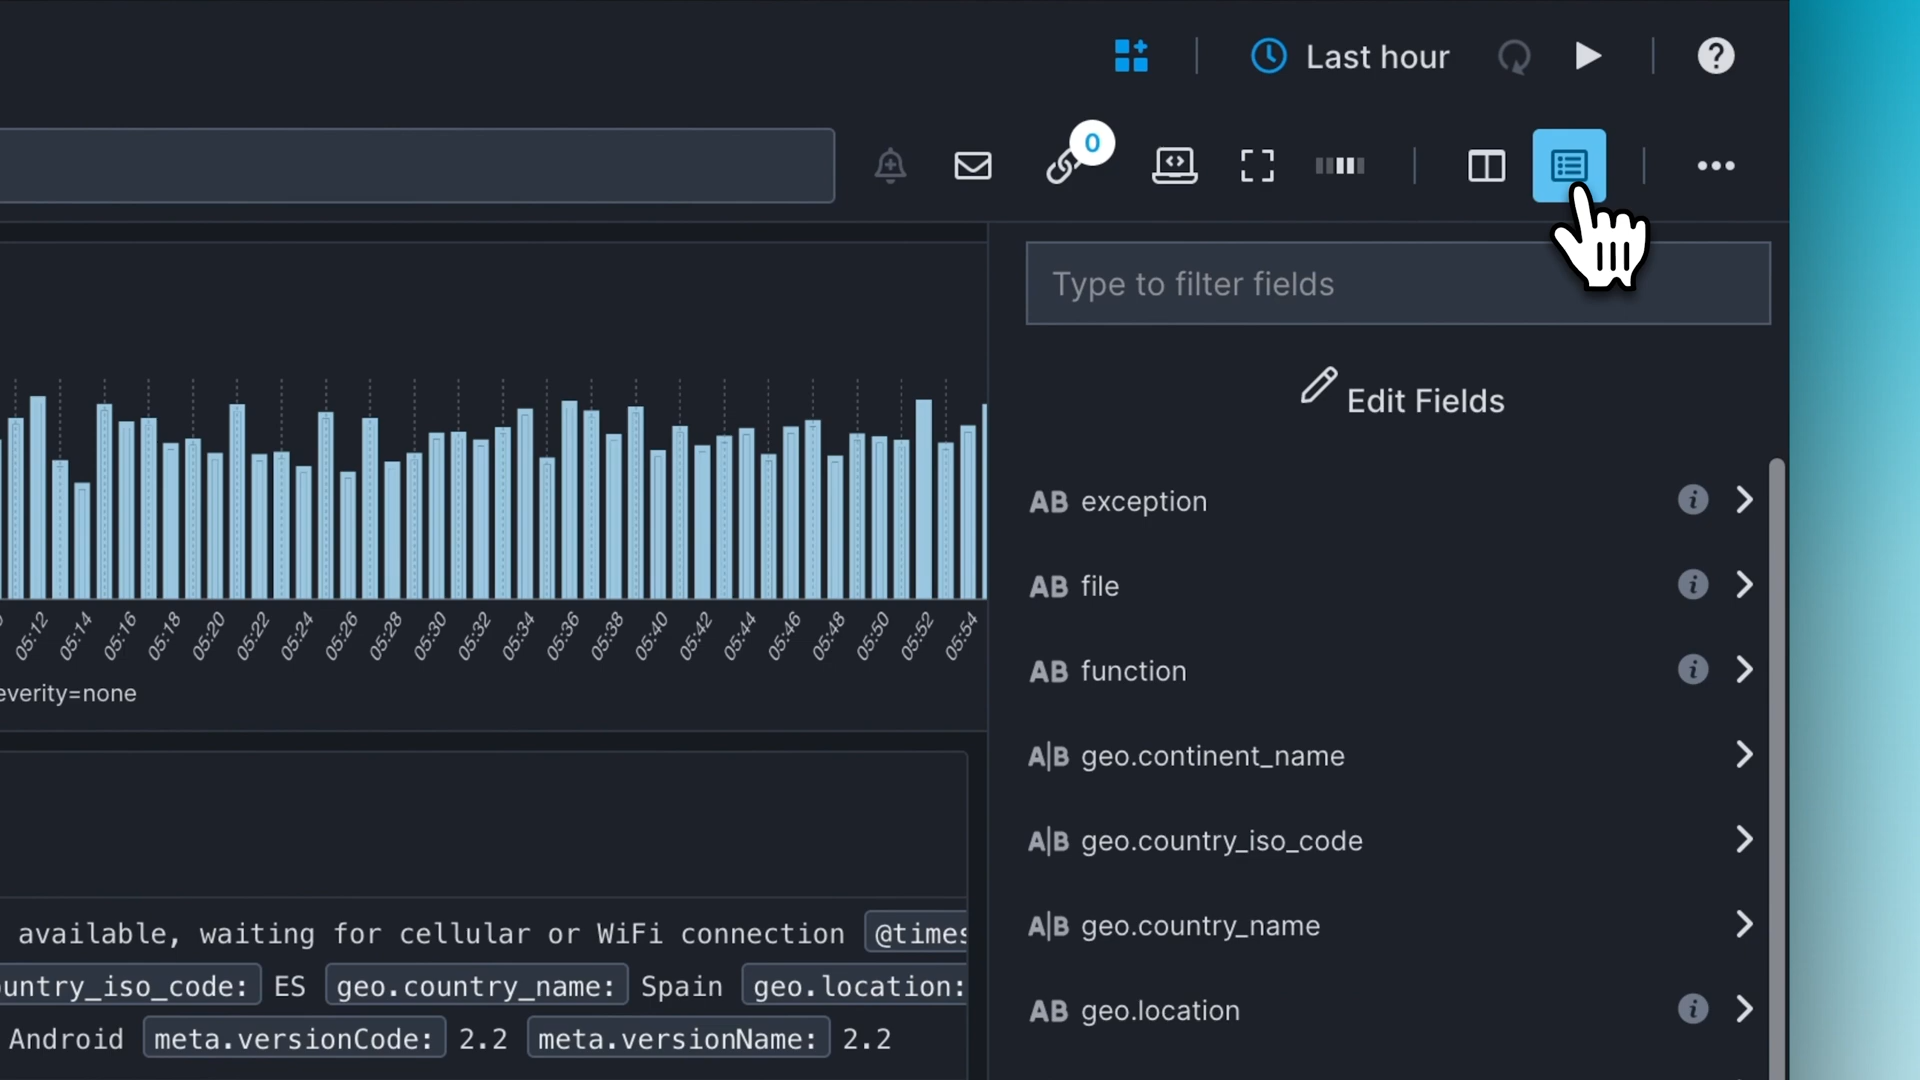 Last hour
?
0
Type to filter fields
Edit Fields
AB exception i
AB file i
AB function i
A|B geo.continent_name
A|B geo.country_iso_code
A|B geo.country_name
AB geo.location i
05:12 05:14 05:16 05:18 05:20 05:22 05:24 05:26 05:28 05:30 05:32 05:34 05:36 05:38 05:40 05:42 05:44 05:46 05:48 05:50 05:52 05:54
everity=none
available, waiting for cellular or WiFi connection @times
untry_iso_code: ES geo.country_name: Spain geo.location:
Android meta.versionCode: 2.2 meta.versionName: 2.2